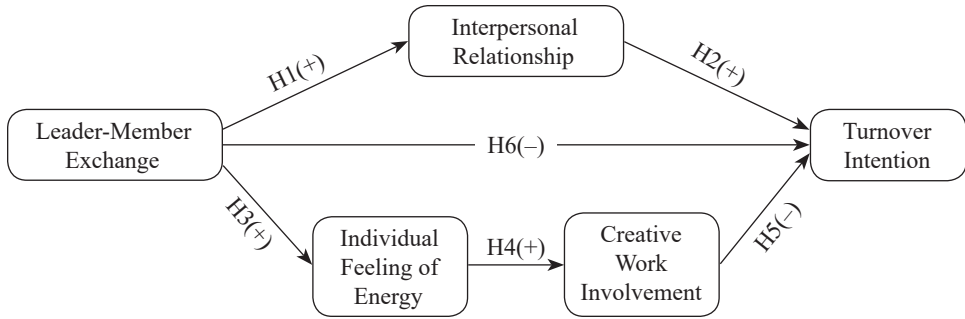 Interpersonal
Relationship
H1(+)
H2(+)
Leader-Member
Exchange
H6(–)
Turnover
Intention
H3(+)
Individual
Feeling of
Energy
H4(+)
Creative
Work
Involvement
H5(–)